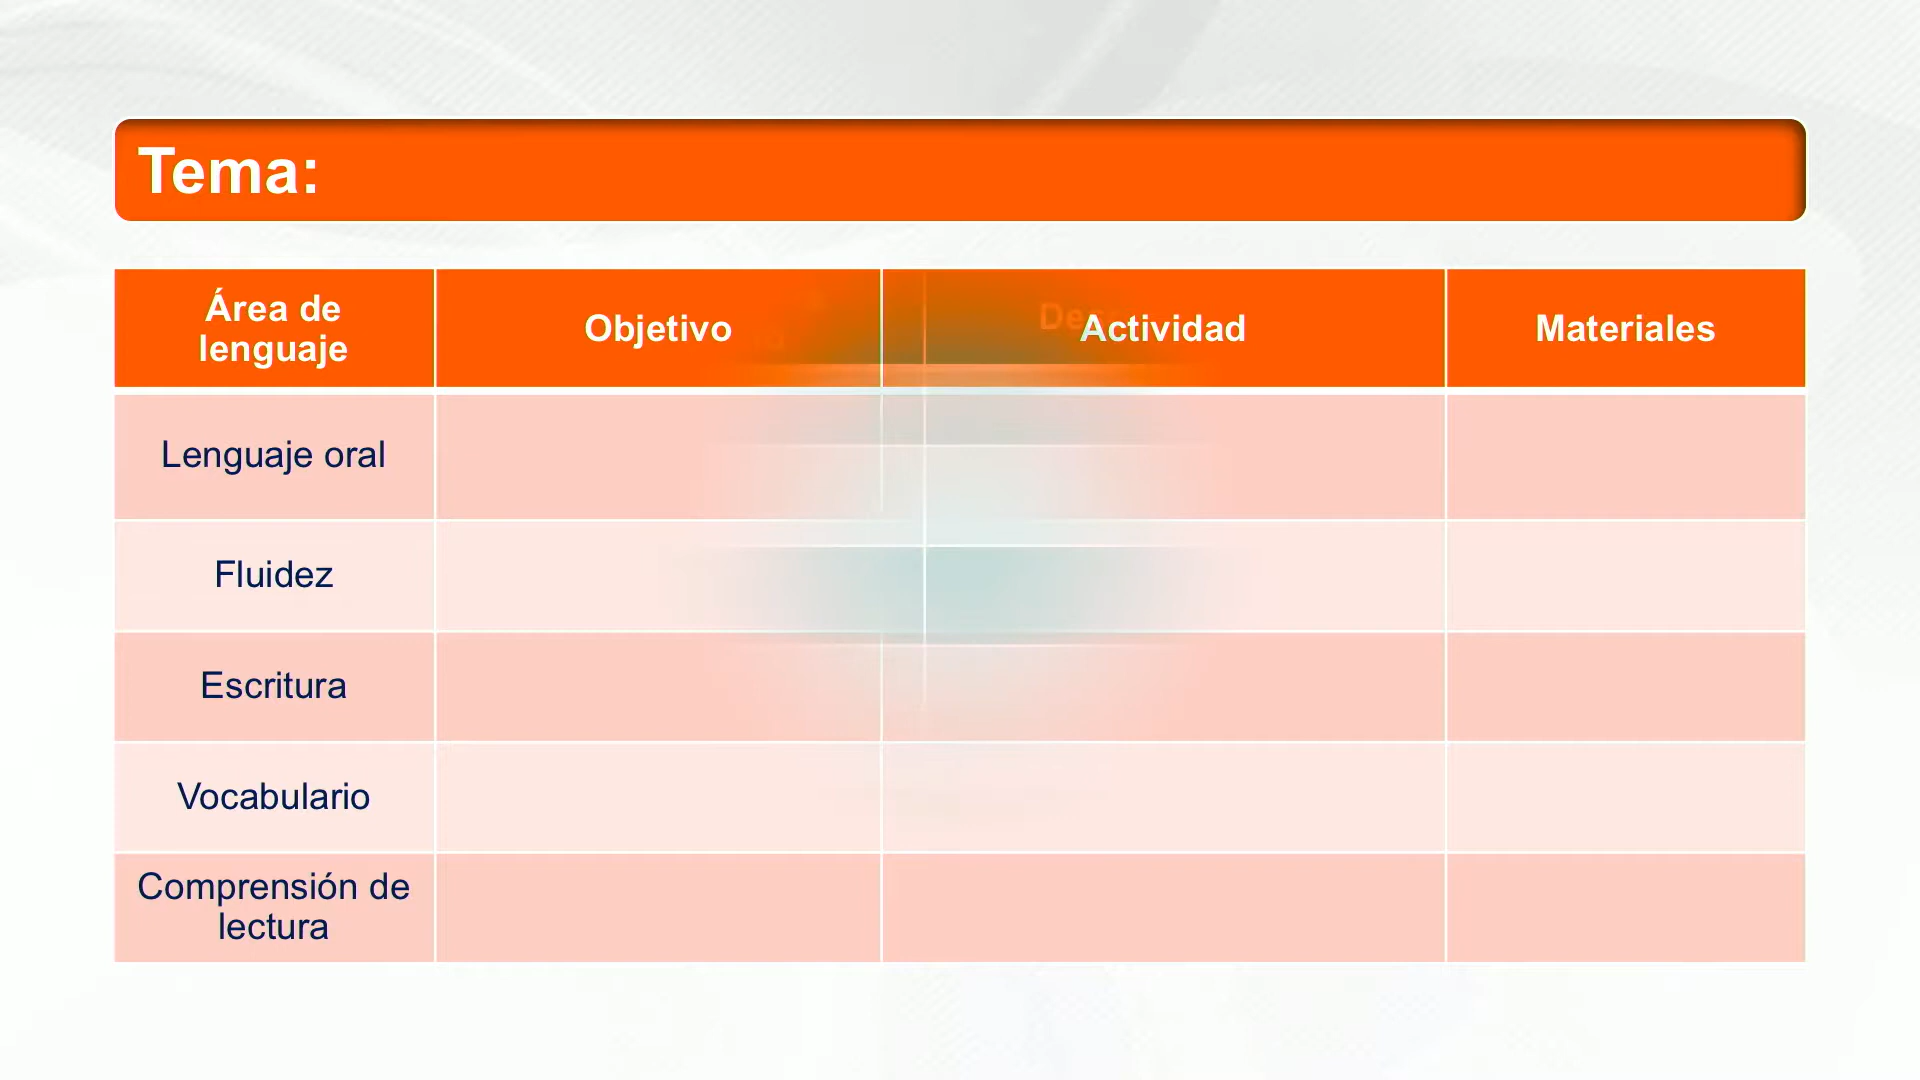 Tema:
Área de
lenguaje
Objetivo
Actividad
Materiales
Lenguaje oral
Fluidez
Escritura
Vocabulario
Comprensión de
lectura